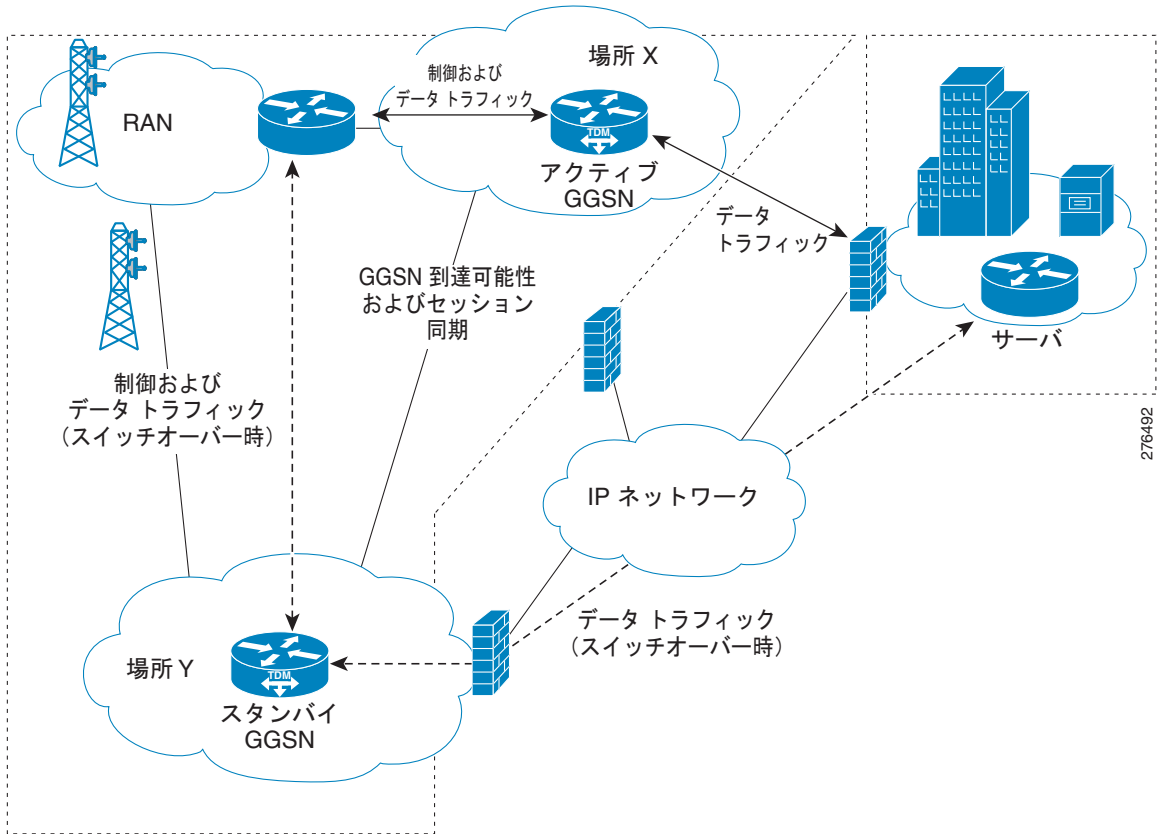 場所 X
制御および
データ トラフィック
RAN
TDM
アクティブ
GGSN
データ
トラフィック
GGSN 到達可能性
およびセッション
同期
サーバ
制御および
データ トラフィック
(スイッチオーバー時)
276492
IP ネットワーク
データ トラフィック
(スイッチオーバー時)
場所 Y
TDM
スタンバイ
GGSN